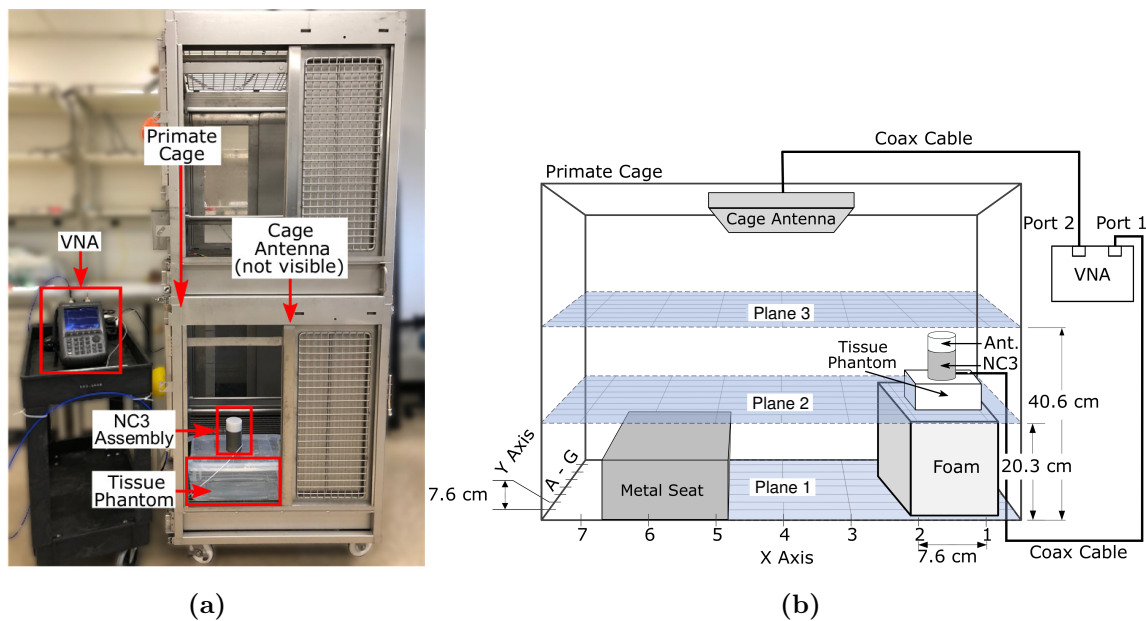 Primate
Cage
VNA
Cage
Antenna
(not visible)
NC3
Assembly
Tissue
Phantom
(a)
Coax Cable
Primate Cage
Cage Antenna
Port 2
Port 1
VNA
Plane 3
Tissue
Phantom
Ant.
NC3
Plane 2
40.6 cm
Y Axis
A - G
Foam
20.3 cm
7.6 cm
Metal Seat
Plane 1
7 6 5 4 3 2 1
X Axis
7.6 cm
Coax Cable
(b)